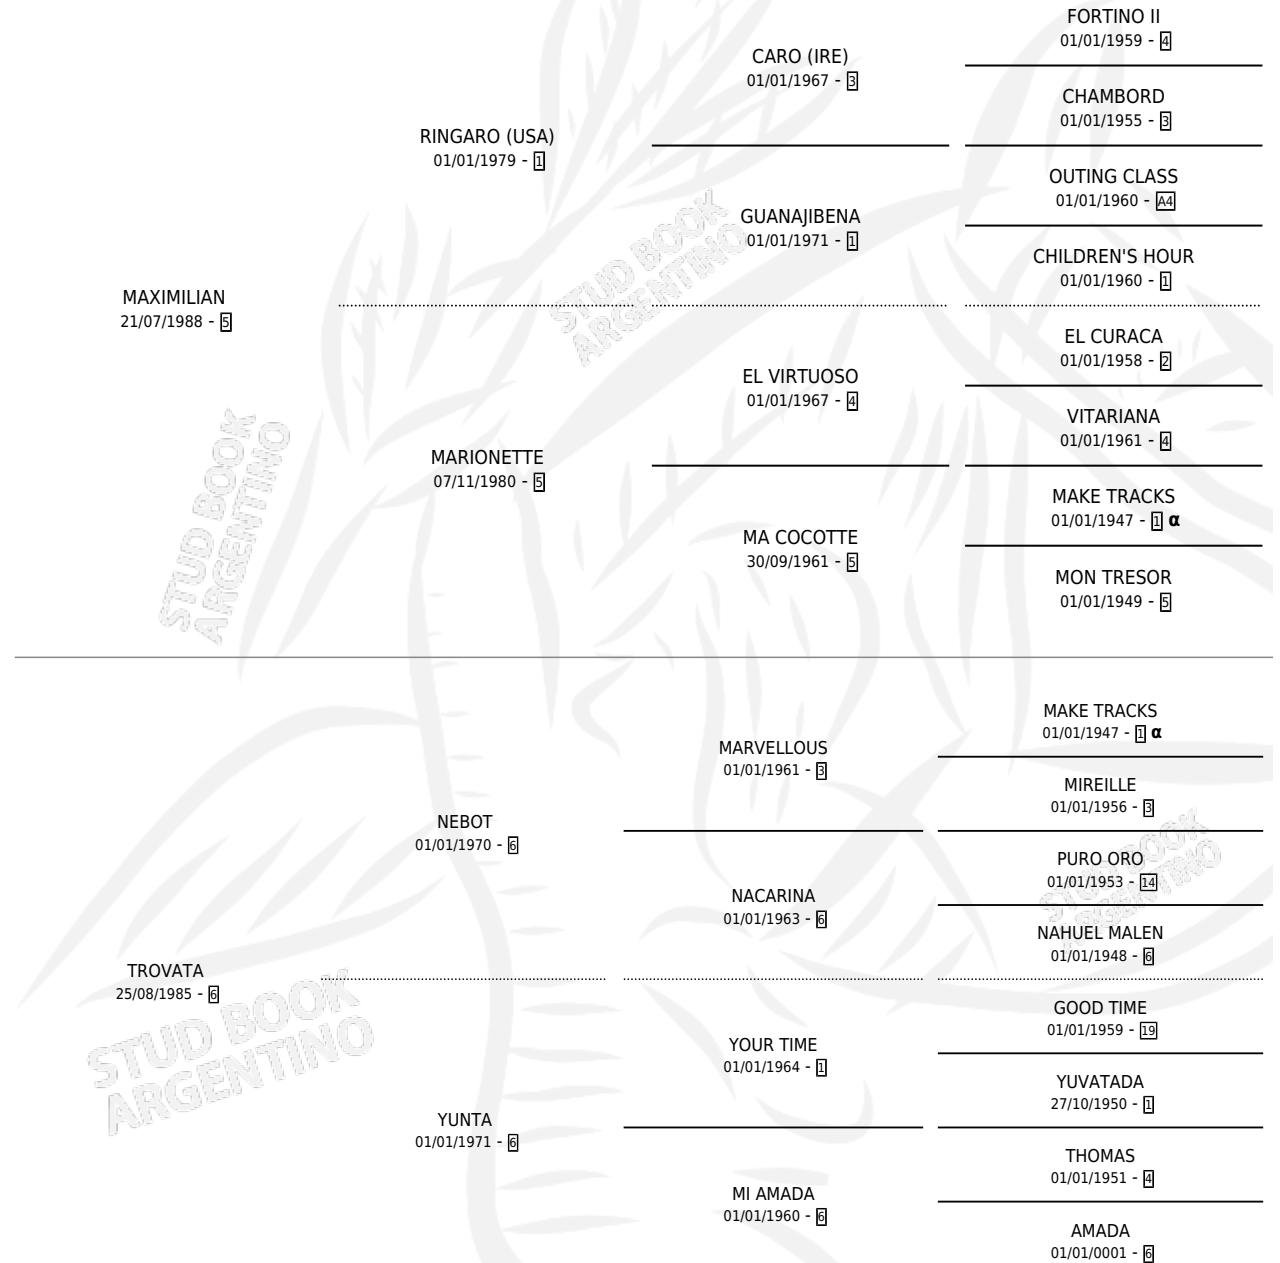 FORTINO II
01/01/1959 - 4
CARO (IRE)
01/01/1967 - 3
CHAMBORD
01/01/1955 - 3
RINGARO (USA)
01/01/1979 - 1
OUTING CLASS
01/01/1960 - A4
GUANAJIBENA
01/01/1971 - 1
CHILDREN'S HOUR
01/01/1960 - 1
MAXIMILIAN
21/07/1988 - 5
EL CURACA
01/01/1958 - 2
EL VIRTUOSO
01/01/1967 - 4
VITARIANA
01/01/1961 - 4
MARIONETTE
07/11/1980 - 5
MAKE TRACKS
01/01/1947 - 1 α
MA COCOTTE
30/09/1961 - 5
MON TRESOR
01/01/1949 - 5
MAKE TRACKS
01/01/1947 - 1 α
MARVELLOUS
01/01/1961 - 3
MIREILLE
01/01/1956 - 3
NEBOT
01/01/1970 - 6
PURO ORO
01/01/1953 - 14
NACARINA
01/01/1963 - 6
NAHUEL MALEN
01/01/1948 - 6
TROVATA
25/08/1985 - 6
GOOD TIME
01/01/1959 - 19
YOUR TIME
01/01/1964 - 1
YUVATADA
27/10/1950 - 1
YUNTA
01/01/1971 - 6
THOMAS
01/01/1951 - 4
MI AMADA
01/01/1960 - 6
AMADA
01/01/0001 - 6
STUD BOOK
ARGENTINO
STUD BOOK
ARGENTINO
STUD BOOK
ARGENTINO
STUD BOOK
ARGENTINO